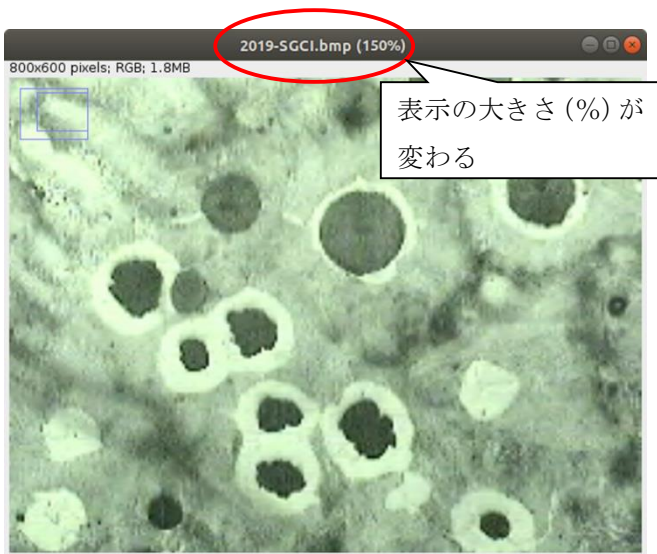 2019-SGCI.bmp (150%)
800x600 pixels; RGB; 1.8MB
表示の大きさ(%)が
変わる